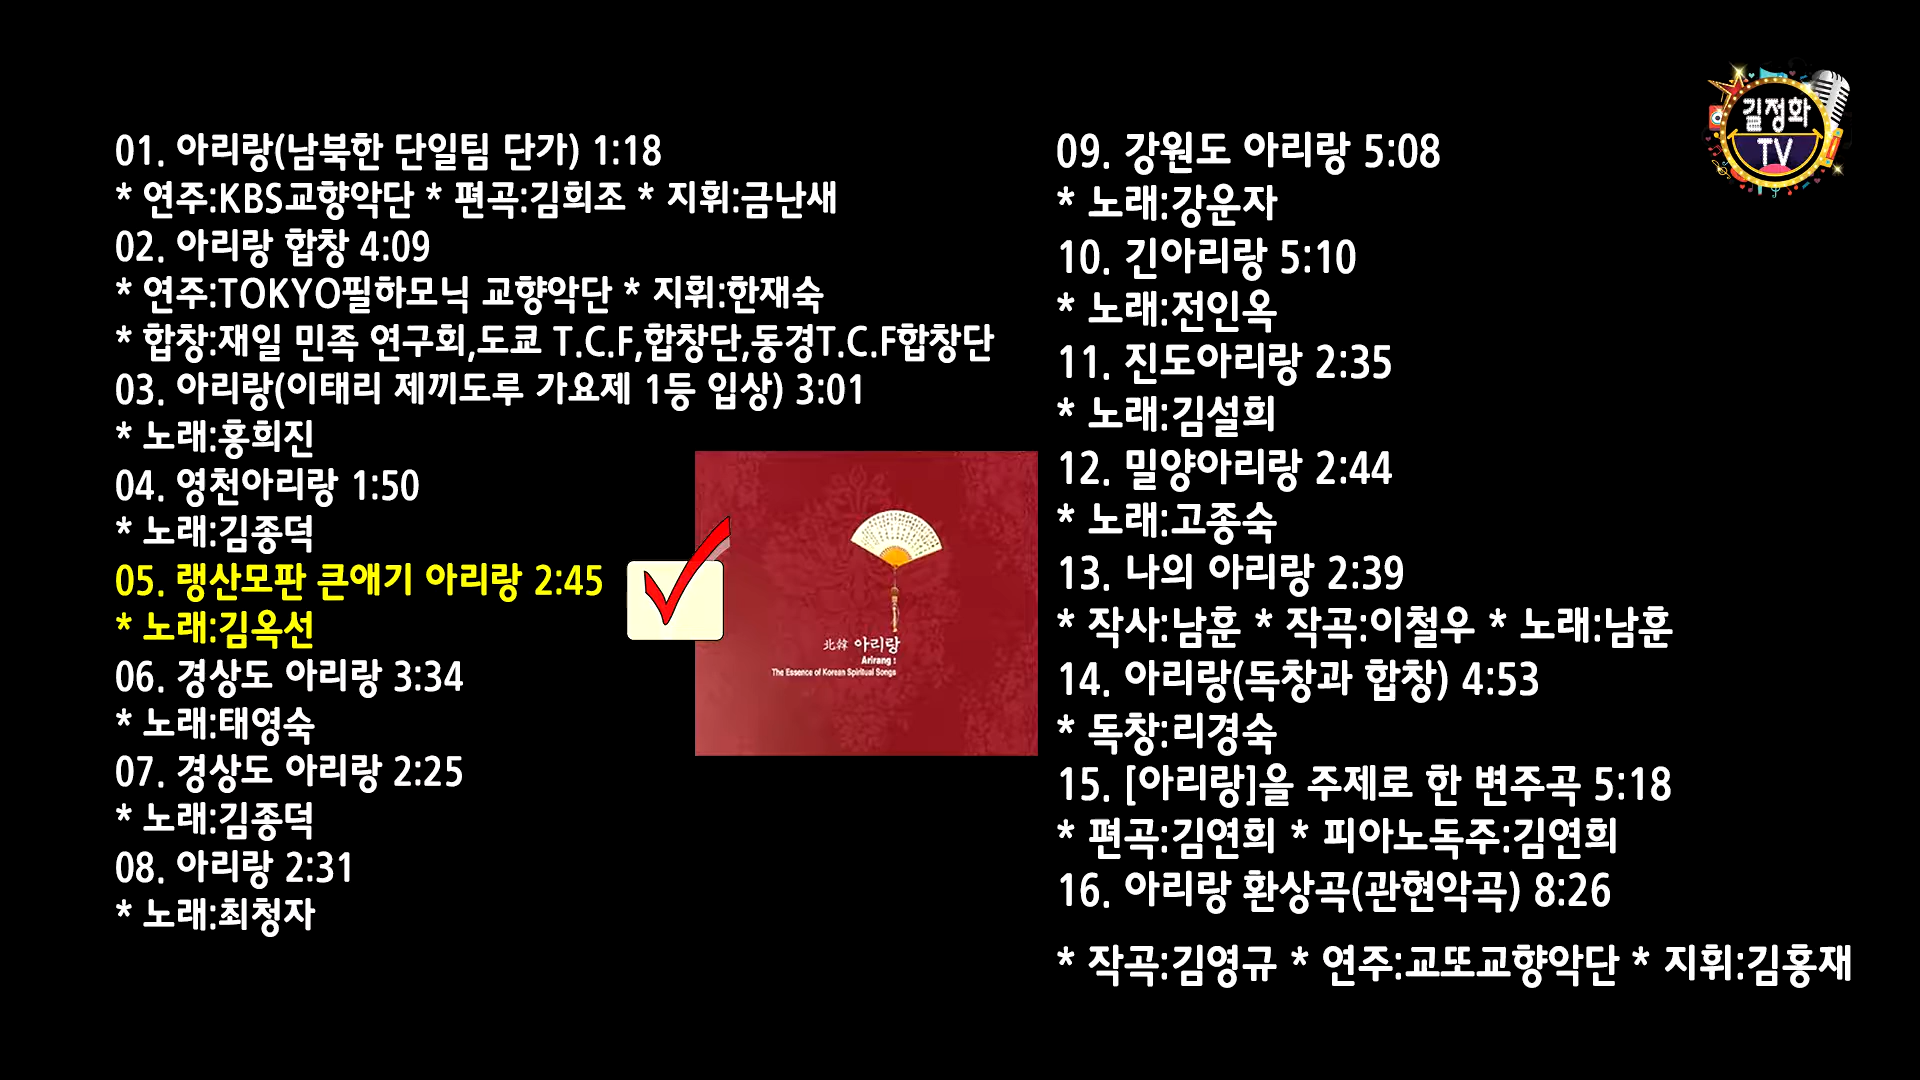 01. 아리랑(남북한 단일팀 단가) 1:18
* 연주:KBS교향악단 * 편곡:김희조 * 지휘:금난새
02. 아리랑 합창 4:09
* 연주:TOKYO필하모닉 교향악단 * 지휘:한재숙
* 합창:재일 민족 연구회,도쿄 T.C.F,합창단,동경T.C.F합창단
03. 아리랑(이태리 제끼도루 가요제 1등 입상) 3:01
* 노래:홍희진
04. 영천아리랑 1:50
* 노래:김종덕
05. 랭산모판 큰애기 아리랑 2:45
* 노래:김옥선
06. 경상도 아리랑 3:34
* 노래:태영숙
07. 경상도 아리랑 2:25
* 노래:김종덕
08. 아리랑 2:31
* 노래:최청자
北韓 아리랑
Arirang :
The Essence of Korean Spiritual Songs
09. 강원도 아리랑 5:08
* 노래:강운자
10. 긴아리랑 5:10
* 노래:전인옥
11. 진도아리랑 2:35
* 노래:김설희
12. 밀양아리랑 2:44
* 노래:고종숙
13. 나의 아리랑 2:39
* 작사:남훈 * 작곡:이철우 * 노래:남훈
14. 아리랑(독창과 합창) 4:53
* 독창:리경숙
15. [아리랑]을 주제로 한 변주곡 5:18
* 편곡:김연희 * 피아노독주:김연희
16. 아리랑 환상곡(관현악곡) 8:26
* 작곡:김영규 * 연주:교또교향악단 * 지휘:김홍재
길정화
TV